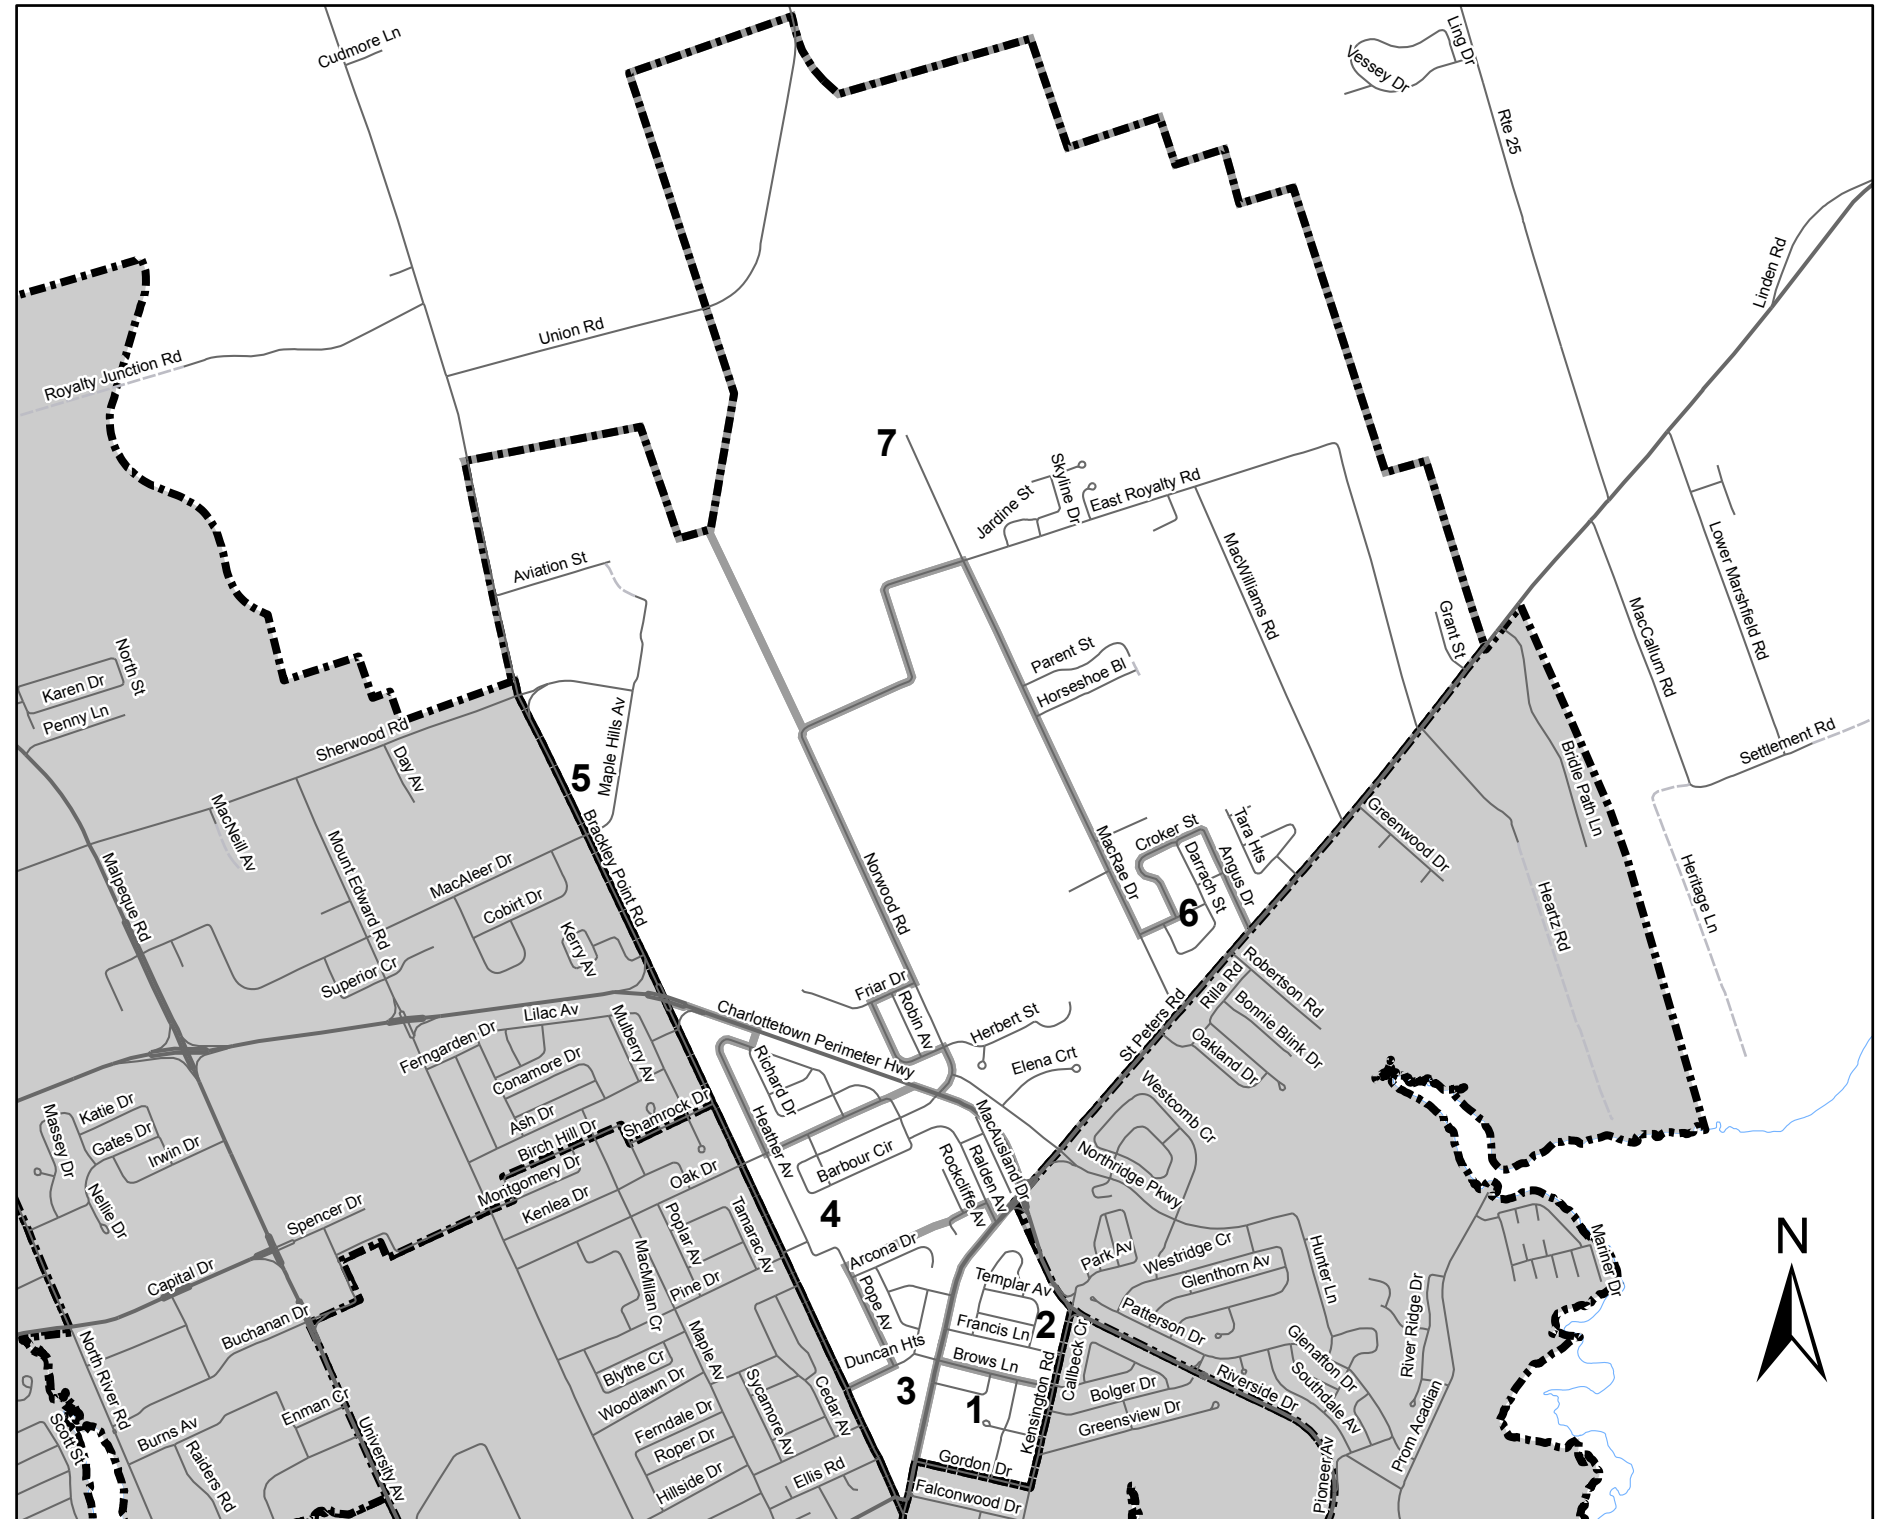 Cudmore Ln
Ling Dr
Vessey Dr
Rte 25
Linden Rd
Union Rd
Royalty Junction Rd
7
Skyline Dr
Jardine St
East Royalty Rd
MacWilliams Rd
Lower Marshfield Rd
Aviation St
Grant St
MacCallum Rd
Parent St
Horseshoe Bl
North St
Karen Dr
Penny Ln
Sherwood Rd
Day Av
Maple Hills Av
5
Settlement Rd
Bridle Path Ln
MacNeill Av
Mount Edward Rd
Brackley Point Rd
Malpeque Rd
MacAleer Dr
Cobirt Dr
Kerry Av
Superior Cr
Norwood Rd
MacRae Dr
Croker St
Darrach St
Angus Dr
Tara Hts
6
Greenwood Dr
Heartz Rd
Heritage Ln
Friar Dr
Robin Av
Herbert St
Elena Crt
St Peters Rd
Rilla Rd
Robertson Rd
Bonnie Blink Dr
Oakland Dr
Lilac Av
Ferngarden Dr
Mulberry Av
Conamore Dr
Charlottetown Perimeter Hwy
Richard Dr
Heather Av
Ash Dr
Birch Hill Dr
Shamrock Dr
Montgomery Dr
Kenlea Dr
Oak Dr
Massey Dr
Katie Dr
Gates Dr
Irwin Dr
Nellie Dr
Spencer Dr
Capital Dr
Buchanan Dr
Barbour Cir
MacAusland Dr
Ralden Av
Rockcliffe Av
Westcomb Cr
Northridge Pkwy
4
Arcona Dr
Pope Av
Poplar Av
Tamarac Av
MacMillan Cr
Pine Dr
Templar Av
Park Av
Westridge Cr
Glenthorn Av
Hunter Ln
Mariner Dr
N
2
Francis Ln
Patterson Dr
Duncan Hts
Brows Ln
Callbeck Cr
Kensington Rd
Riverside Dr
Glenafton Dr
Southdale Av
River Ridge Dr
Prom Acadian
Pioneer Av
3
1
Bolger Dr
Greensview Dr
Gordon Dr
Falconwood Dr
North River Rd
Scott St
Burns Av
Raiders Rd
Enman Cr
University Av
Blythe Cr
Woodlawn Dr
Maple Av
Ferndale Dr
Roper Dr
Hillside Dr
Sycamore Av
Cedar Av
Ellis Rd